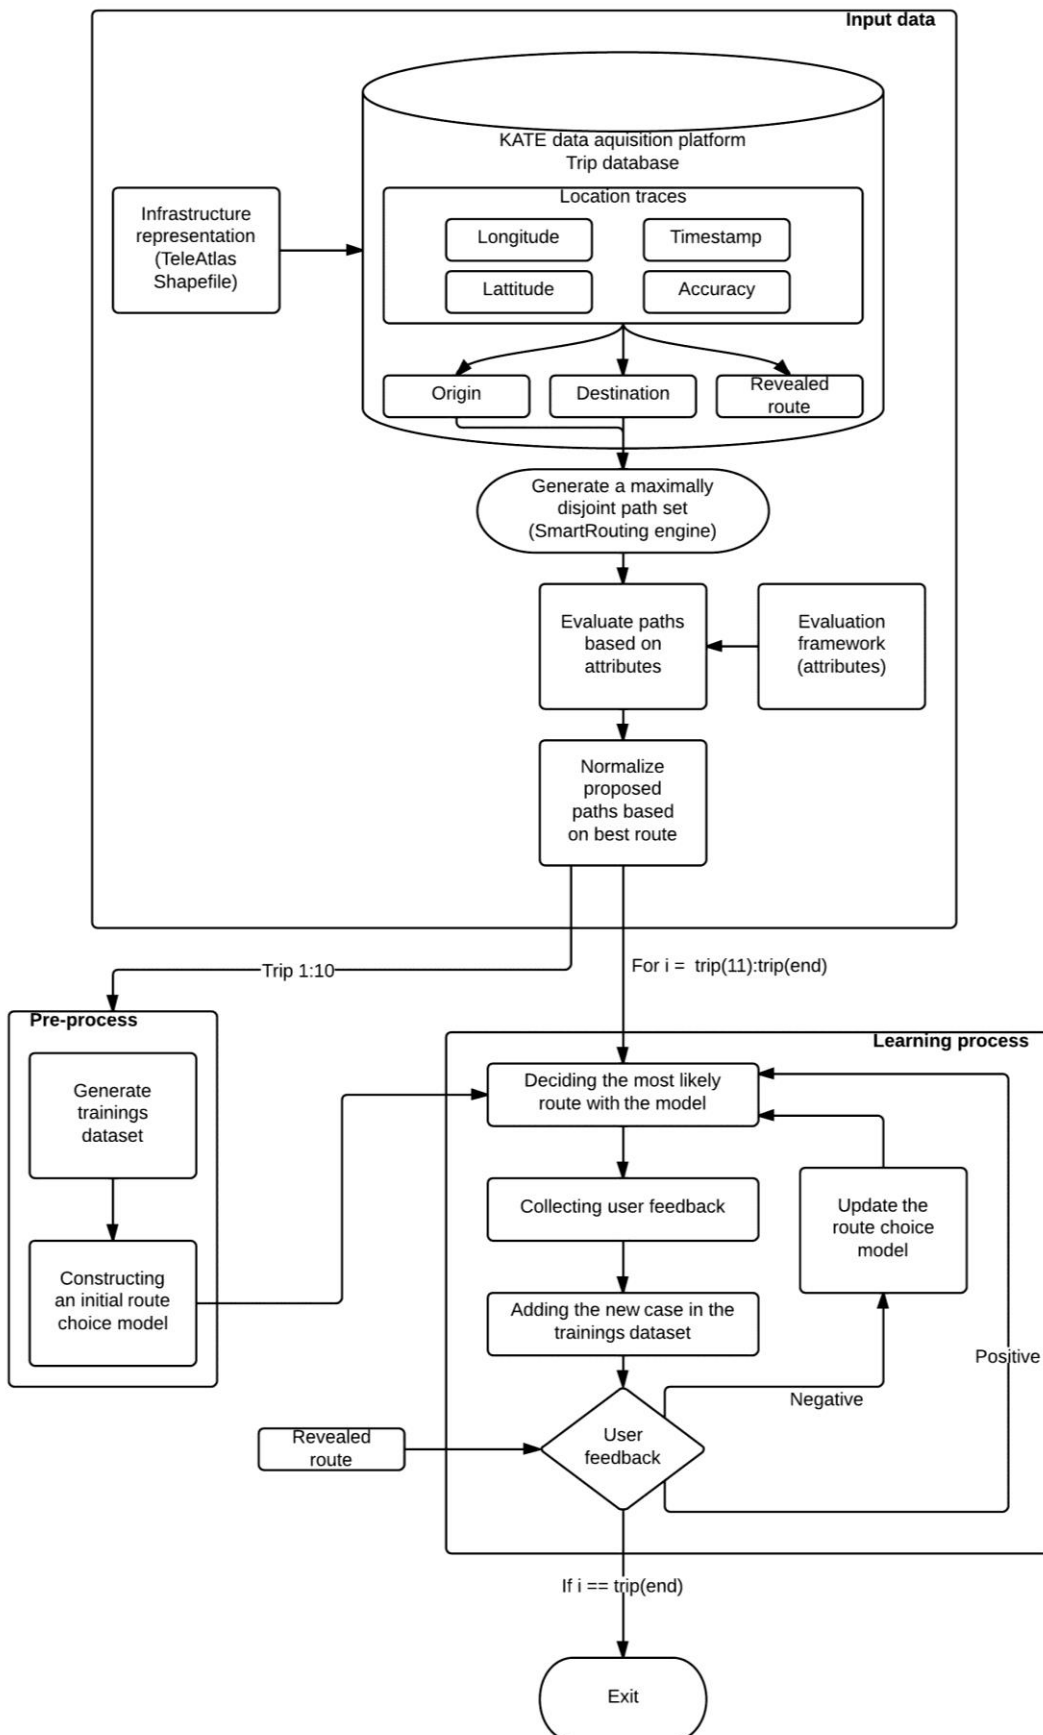 Input data
KATE data aquisition platform
Trip database
Location traces
Longitude
Timestamp
Lattitude
Accuracy
Infrastructure
representation
(TeleAtlas
Shapefile)
Origin
Destination
Revealed
route
Generate a maximally
disjoint path set
(SmartRouting engine)
Evaluate paths
based on
attributes
Evaluation
framework
(attributes)
Normalize
proposed
paths based
on best route
Trip 1:10
For i = trip(11):trip(end)
Pre-process
Generate
trainings
dataset
Constructing
an initial route
choice model
Learning process
Deciding the most likely
route with the model
Collecting user feedback
Update the
route choice
model
Adding the new case in the
trainings dataset
Positive
Negative
User
feedback
Revealed
route
If i == trip(end)
Exit